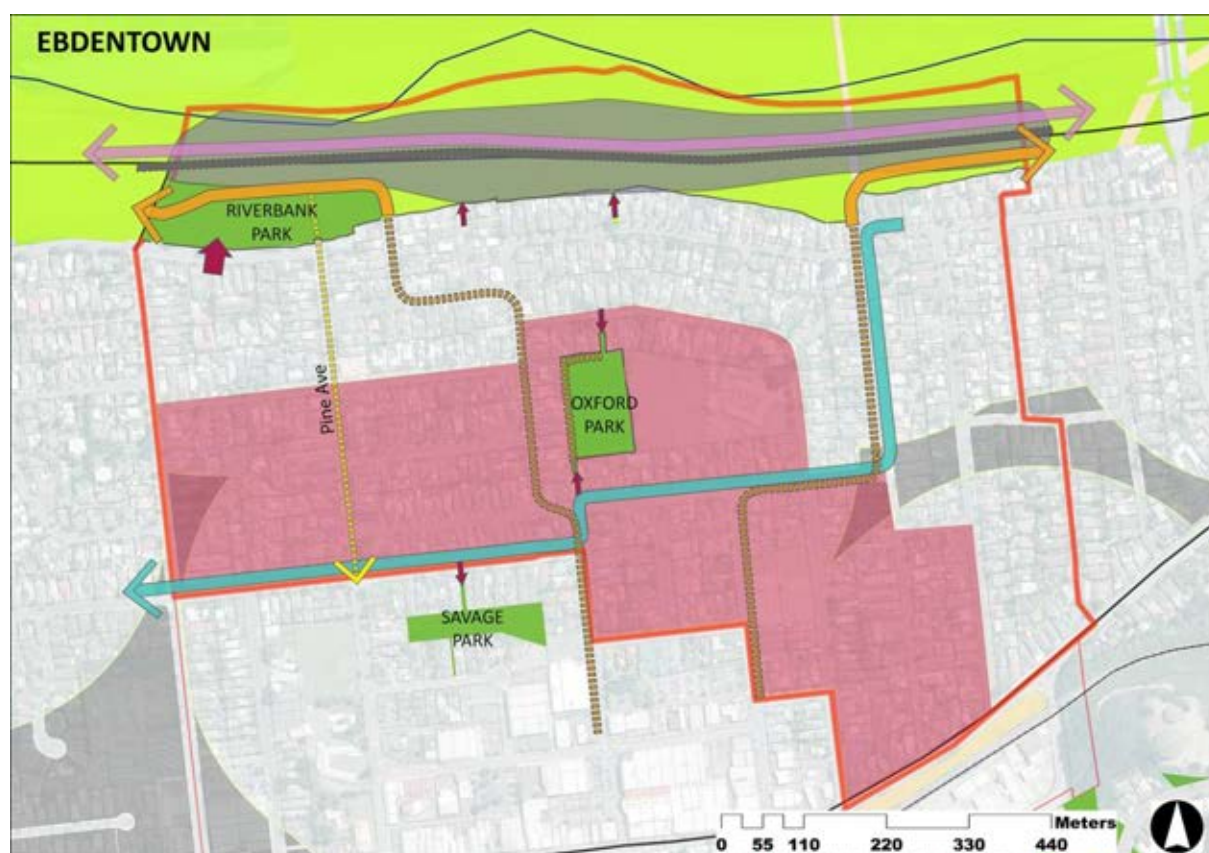 EBDENTOWN
RIVERBANK
PARK
Pine Ave
OXFORD
PARK
SAVAGE
PARK
Meters
0 55 110 220 330 440